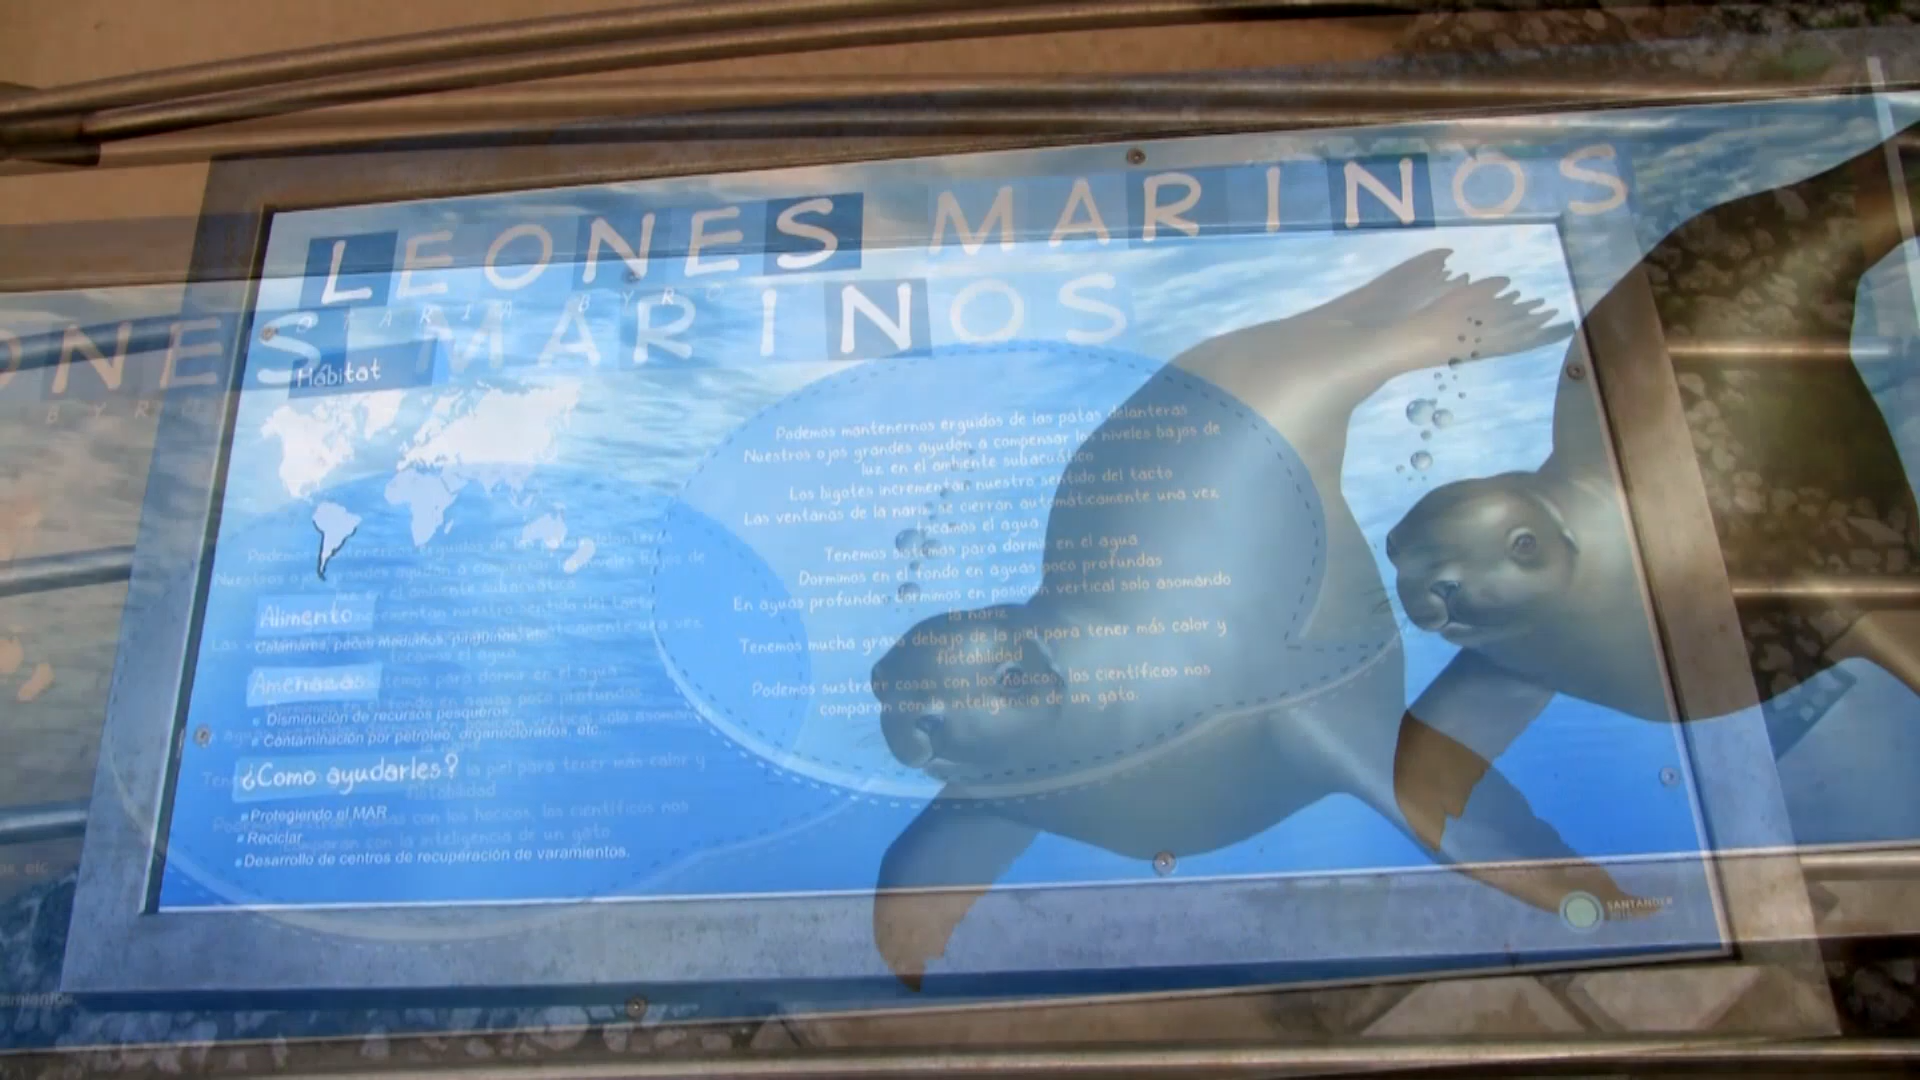 LEONES MARINOS
OTARIA BYRO
Hábitat
Podemos mantenernos erguidos de las patas delanteras
Nuestros ojos grandes ayudan a compensar los niveles bajos de
luz en el ambiente subacuático
Los bigotes incrementan nuestro sentido del tacto
Las ventanas de la nariz se cierran automáticamente una vez
tocamos el agua
Tenemos sistemas para dormir en el agua
Dormimos en el fondo en aguas poco profundas
En aguas profundas dormimos en posición vertical solo asomando
la nariz
Tenemos mucha grasa debajo de la piel para tener más calor y
flotabilidad
Podemos sustraer cosas con los hocicos, los científicos nos
comparan con la inteligencia de un gato.
Alimento
Calamares, peces medianos, pingüinos, etc
Amenazas
Disminución de recursos pesqueros
Contaminación por petróleo, organoclorados, etc...
¿Como ayudarles?
Protegiendo el MAR
Reciclar
Desarrollo de centros de recuperación de varamientos.
SANTANDER